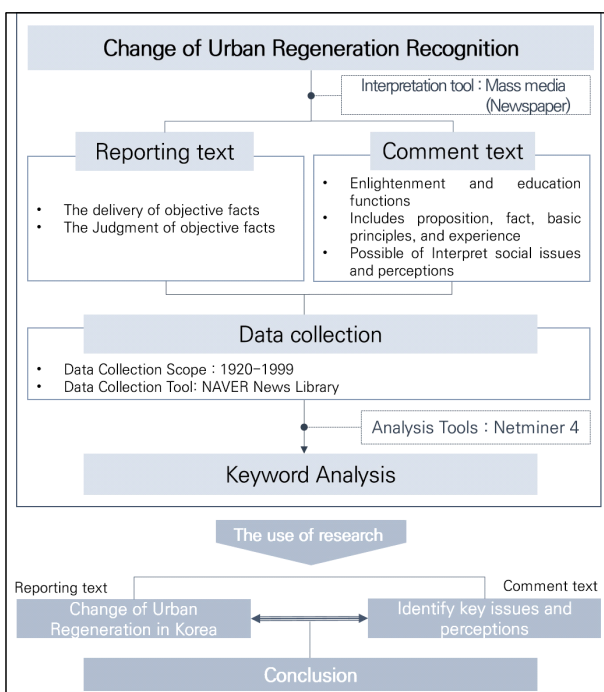 Change of Urban Regeneration Recognition
Interpretation tool : Mass media
(Newspaper)
Reporting text
• The delivery of objective facts
• The Judgment of objective facts
Comment text
• Enlightenment and education
functions
• Includes proposition, fact, basic
principles, and experience
• Possible of Interpret social issues
and perceptions
Data collection
• Data Collection Scope : 1920-1999
• Data Collection Tool: NAVER News Library
Analysis Tools : Netminer 4
Keyword Analysis
The use of research
Reporting text
Comment text
Change of Urban
Regeneration in Korea
Identify key issues and
perceptions
Conclusion